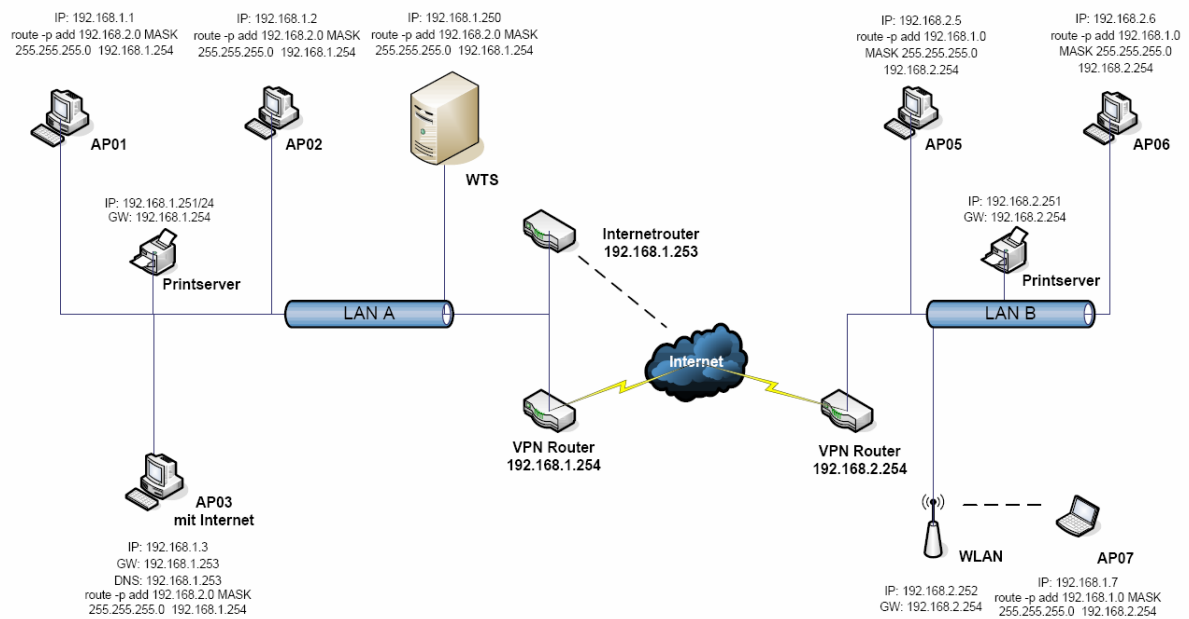 IP: 192.168.1.1
route -p add 192.168.2.0 MASK
255.255.255.0 192.168.1.254
AP01
IP: 192.168.1.2
route -p add 192.168.2.0 MASK
255.255.255.0 192.168.1.254
AP02
IP: 192.168.1.250
route -p add 192.168.2.0 MASK
255.255.255.0 192.168.1.254
WTS
IP: 192.168.2.5
route -p add 192.168.1.0
MASK 255.255.255.0
192.168.2.254
AP05
IP: 192.168.2.6
route -p add 192.168.1.0
MASK 255.255.255.0
192.168.2.254
AP06
IP: 192.168.1.251/24
GW: 192.168.1.254
Printserver
Internetrouter
192.168.1.253
IP: 192.168.2.251
GW: 192.168.2.254
Printserver
LAN A
LAN B
Internet
VPN Router
192.168.1.254
VPN Router
192.168.2.254
AP03
mit Internet
IP: 192.168.1.3
GW: 192.168.1.253
DNS: 192.168.1.253
route -p add 192.168.2.0 MASK
255.255.255.0 192.168.1.254
WLAN
IP: 192.168.2.252
GW: 192.168.2.254
AP07
IP: 192.168.1.7
route -p add 192.168.1.0 MASK
255.255.255.0 192.168.2.254